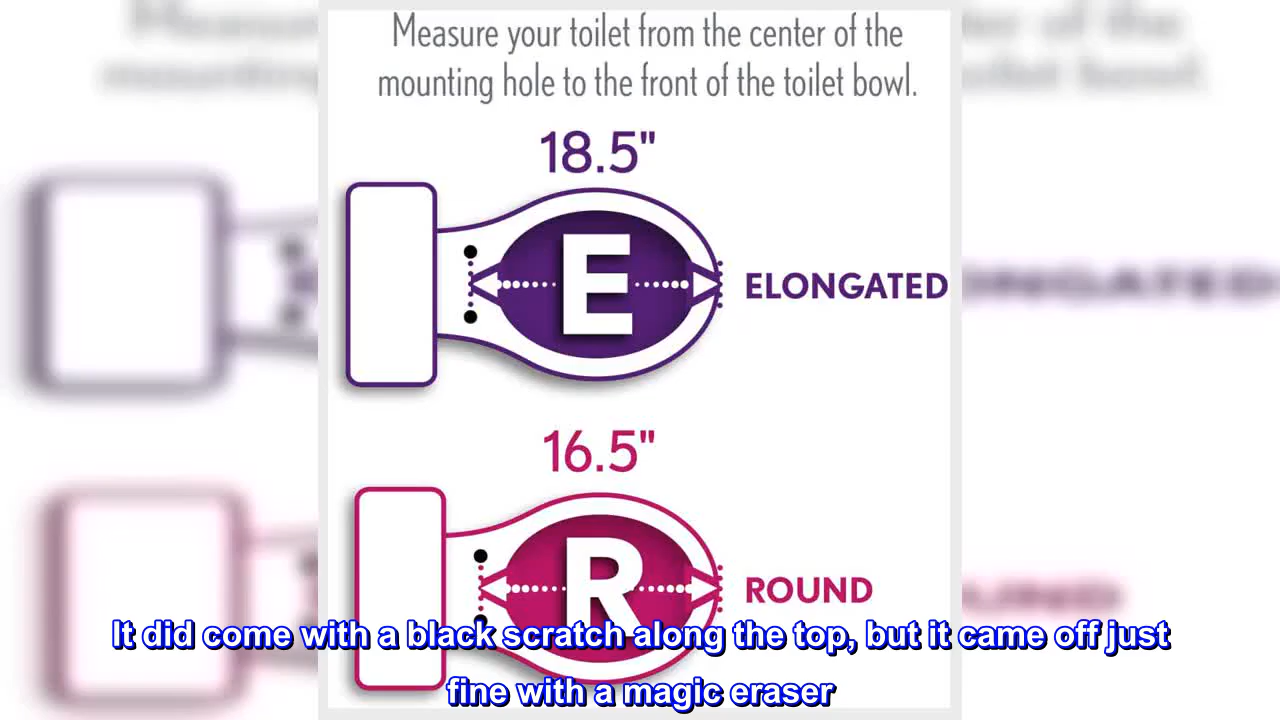 Measure your toilet from the center of the
mounting hole to the front of the toilet bowl.
18.5"
E
ELONGATED
16.5"
R
ROUND
It did come with a black scratch along the top, but it came off just
fine with a magic eraser